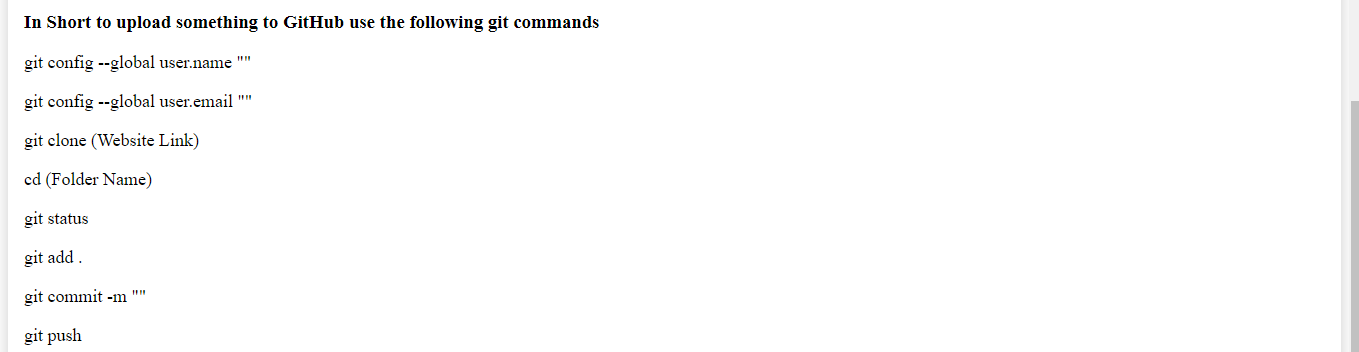 In Short to upload something to GitHub use the following git commands
git config --global user.name ""
git config --global user.email ""
git clone (Website Link)
cd (Folder Name)
git status
git add .
git commit -m ""
git push